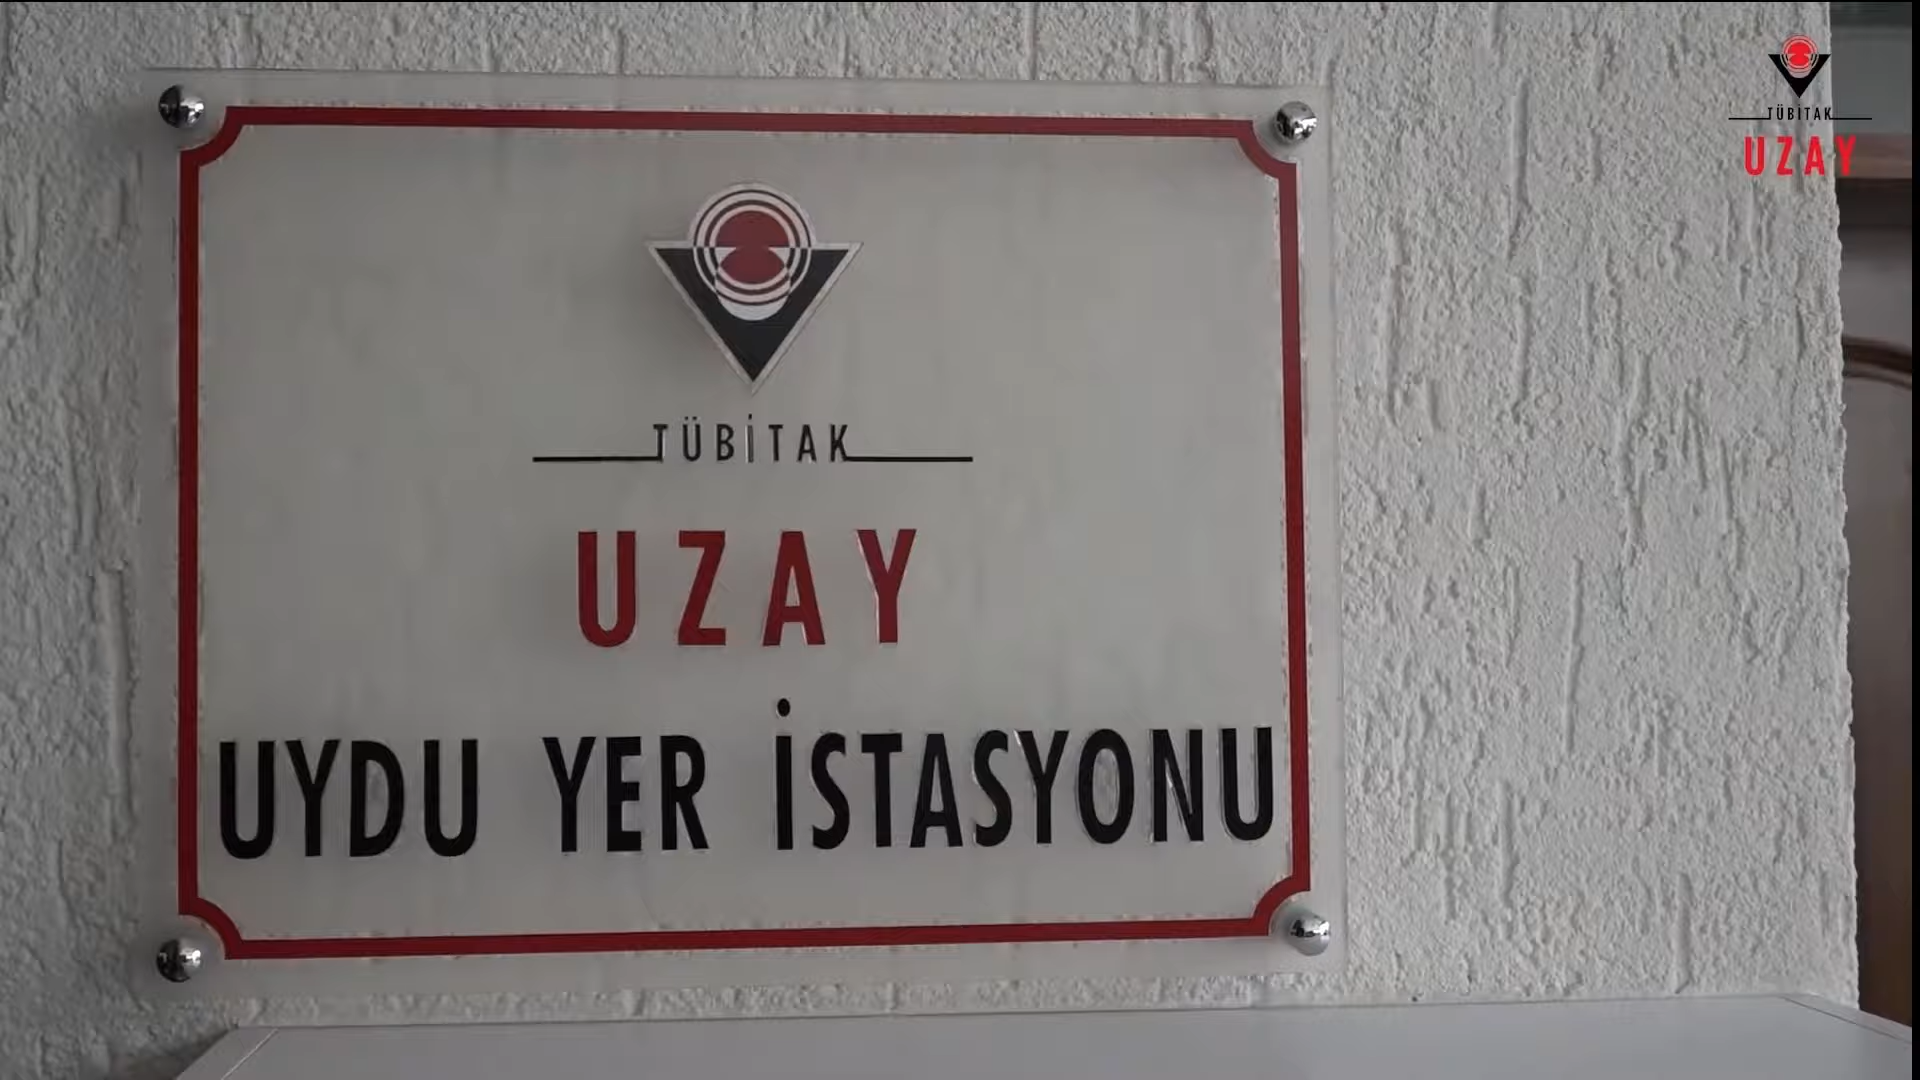 TÜBİTAK
UZAY
UYDU YER İSTASYONU
TÜBİTAK
UZAY